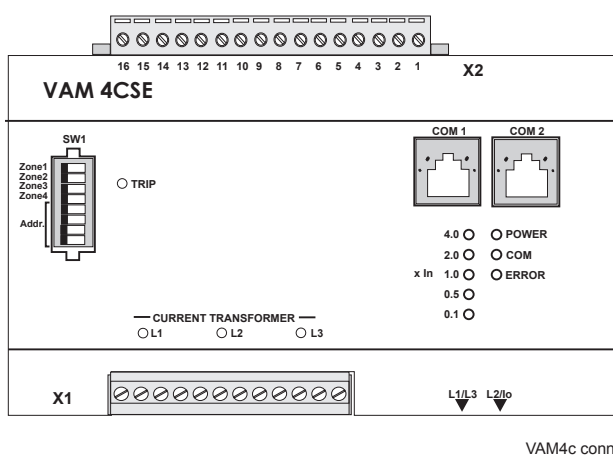 16 15 14 13 12 11 10 9 8 7 6 5 4 3 2 1
X2
VAM 4CSE
SW1
COM 1 COM 2
Zone1
Zone2
Zone3
Zone4
Addr.
TRIP
4.0 POWER
2.0 COM
x In 1.0 ERROR
0.5
0.1
CURRENT TRANSFORMER
L1 L2 L3
X1
L1/L3 L2/Io
VAM4c conn